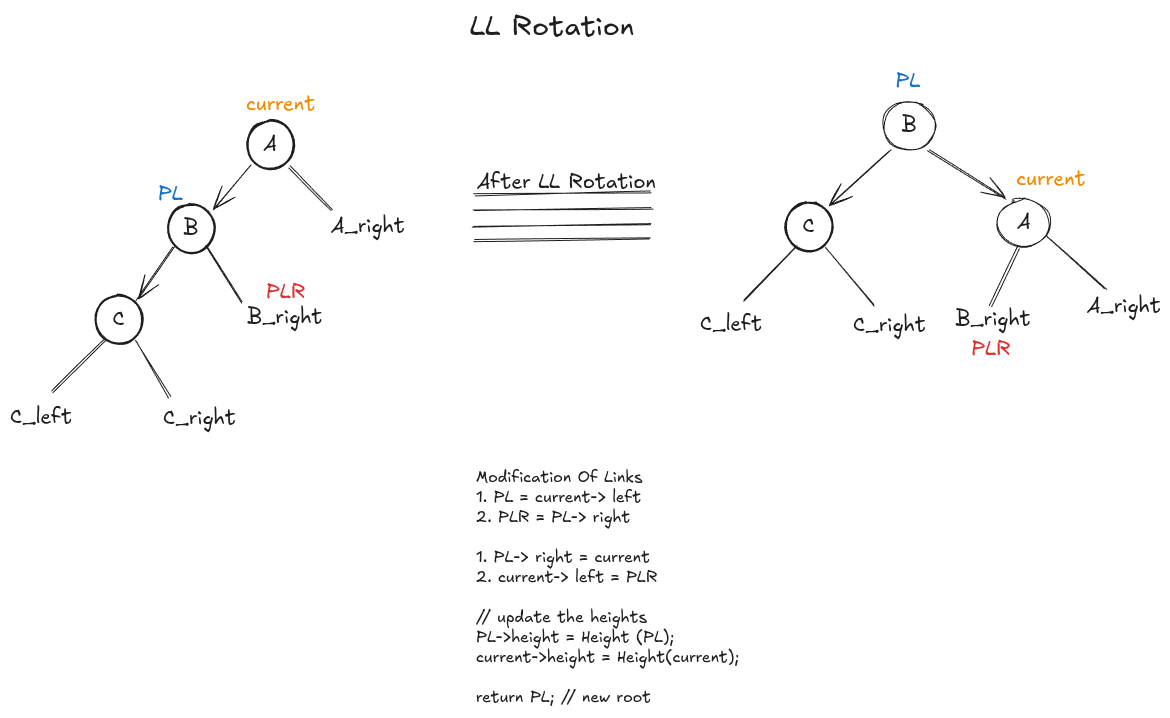 LL Rotation
current
A
PL
B
A_right
PLR
B_right
C
C_left
C_right
After LL Rotation
PL
B
current
C
A
C_left
C_right
B_right
A_right
PLR
Modification Of Links
1. PL = current-> left
2. PLR = PL-> right
1. PL-> right = current
2. current-> left = PLR
// update the heights
PL->height = Height (PL);
current->height = Height(current);
return PL; // new root